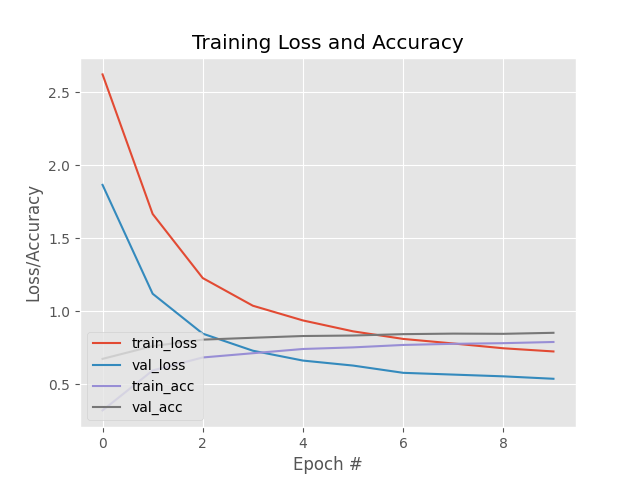 Training Loss and Accuracy
Loss/Accuracy
2.5
2.0
1.5
1.0
0.5
train_loss
val_loss
train_acc
val_acc
0 2 4 6 8
Epoch #